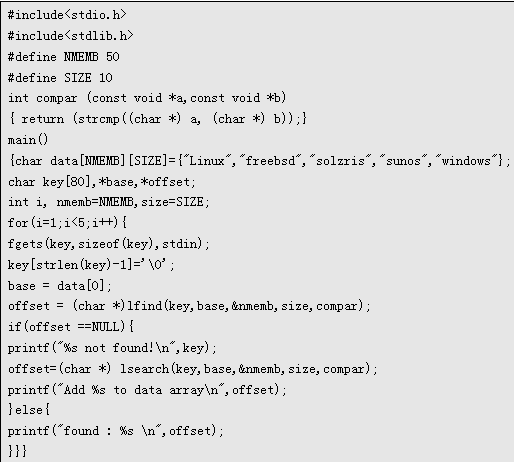 #include<stdio.h>
#include<stdlib.h>
#define NMEMB 50
#define SIZE 10
int compar (const void *a,const void *b)
{ return (strcmp((char *) a, (char *) b));}
main()
{char data[NMEMB][SIZE]={"Linux","freebsd","solzris","sunos","windows"};
char key[80],*base,*offset;
int i, nmemb=NMEMB,size=SIZE;
for(i=1;i<5;i++){
fgets(key,sizeof(key),stdin);
key[strlen(key)-1]='\0';
base = data[0];
offset = (char *)lfind(key,base,&nmemb,size,compar);
if(offset ==NULL){
printf("%s not found!\n",key);
offset=(char *) lsearch(key,base,&nmemb,size,compar);
printf("Add %s to data array\n",offset);
}else{
printf("found : %s \n",offset);
}}}